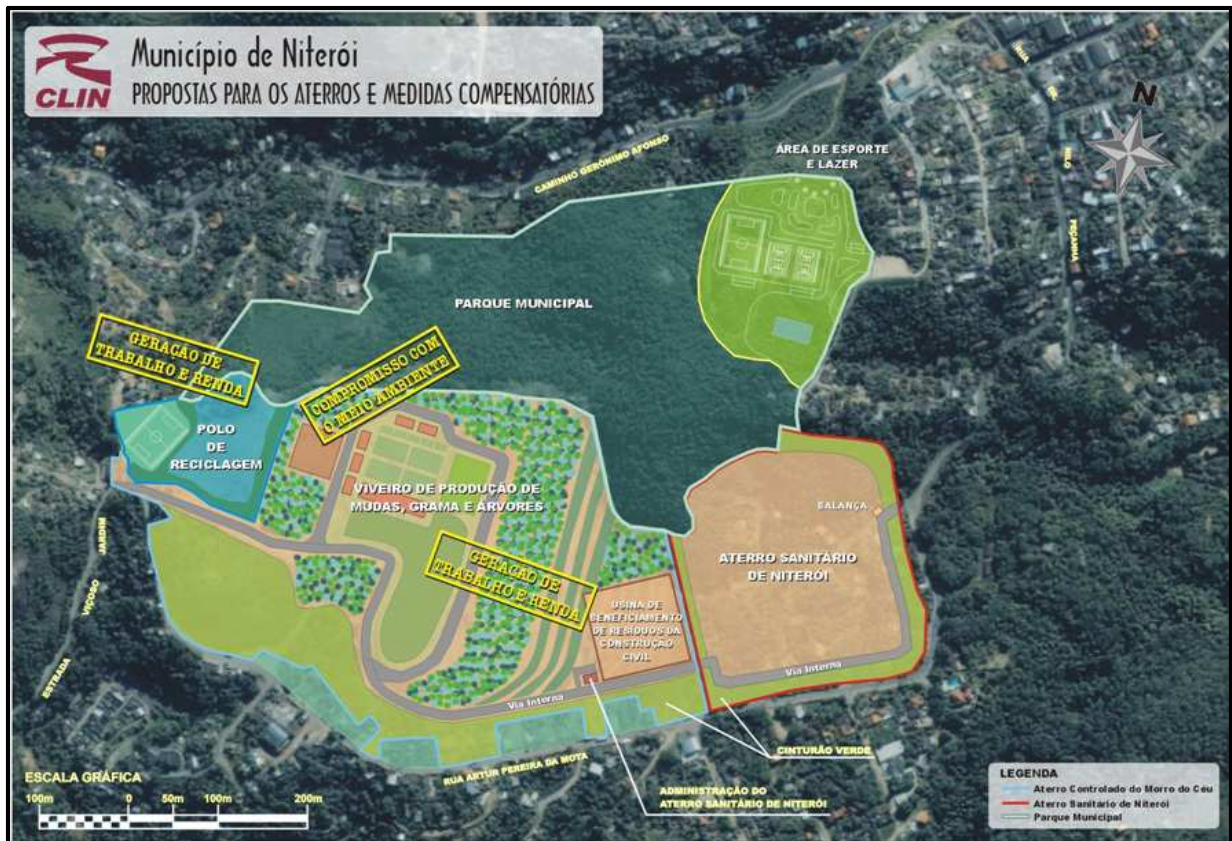 CLIN
Município de Niterói
PROPOSTAS PARA OS ATERROS E MEDIDAS COMPENSATÓRIAS
RUA
DR.
NILO
PEÇANHA
N
CAMINHO GERÔNIMO AFONSO
ÁREA DE ESPORTE
E LAZER
PARQUE MUNICIPAL
GERAÇÃO DE
TRABALHO E RENDA
COMPROMISSO COM
O MEIO AMBIENTE
POLO
DE
RECICLAGEM
VIVEIRO DE PRODUÇÃO DE
MUDAS, GRAMA E ÁRVORES
BALANÇA
ATERRO SANITÁRIO
DE NITERÓI
GERAÇÃO DE
TRABALHO E RENDA
USINA DE
BENEFICIAMENTO
DE RESÍDUOS DA
CONSTRUÇÃO
CIVIL
ESTRADA
VIÇOSO
JARDIM
Via Interna
Via Interna
CINTURÃO VERDE
RUA ARTUR PEREIRA DA MOTA
ADMINISTRAÇÃO DO
ATERRO SANITÁRIO DE NITERÓI
ESCALA GRÁFICA
100m 0 50m 100m 200m
LEGENDA
Aterro Controlado do Morro do Céu
Aterro Sanitário de Niterói
Parque Municipal